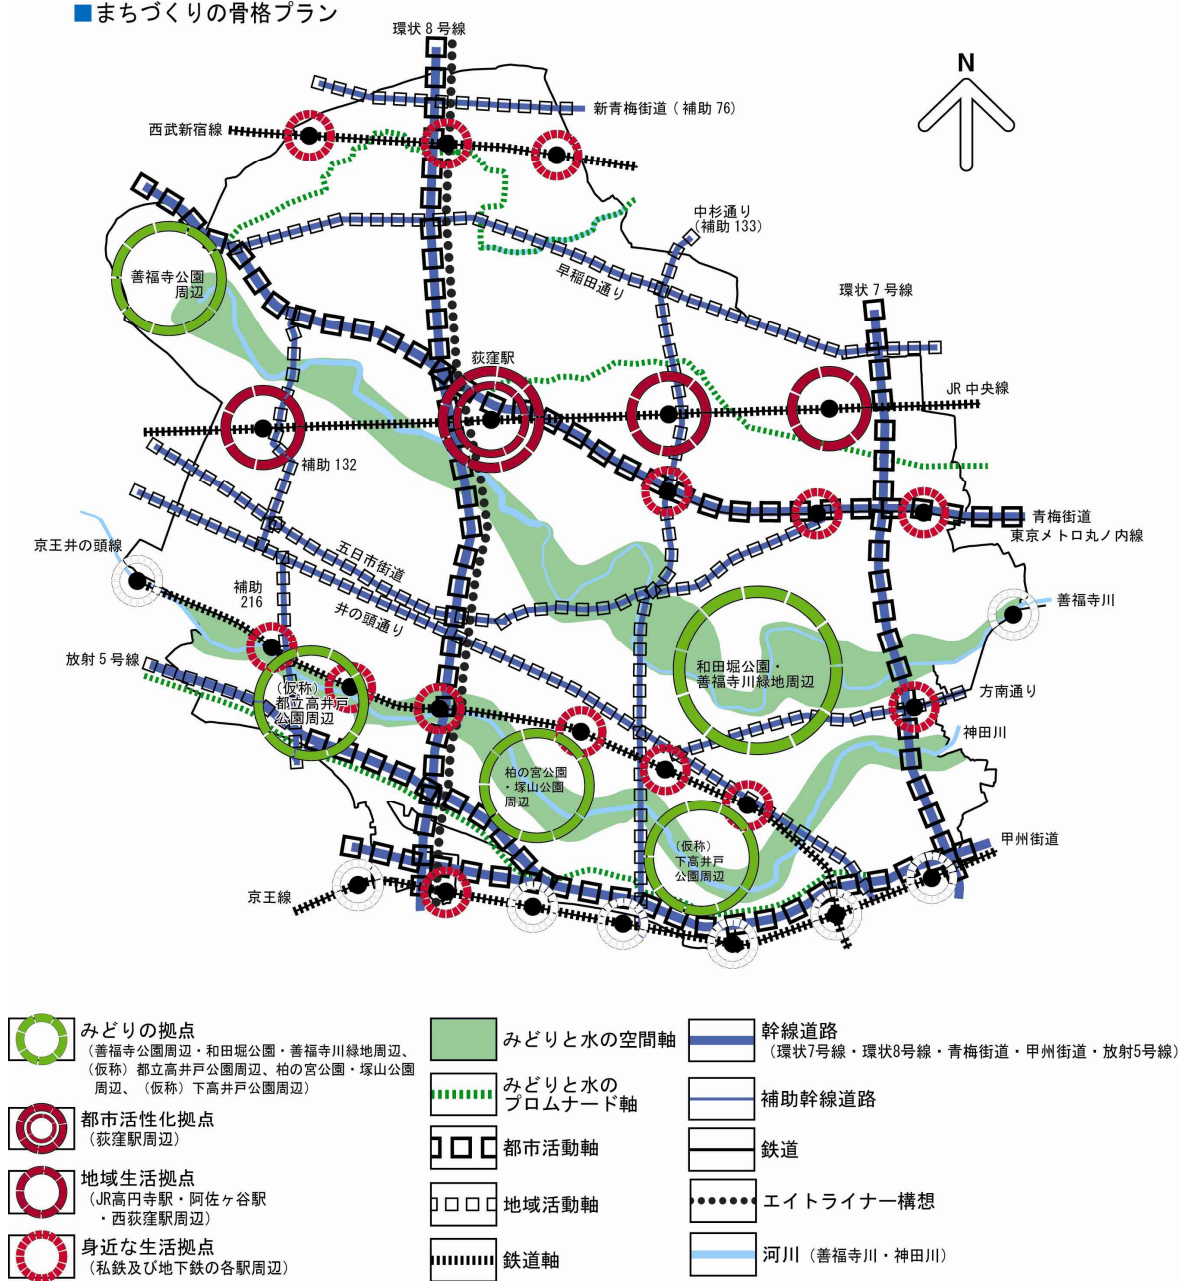 ■まちづくりの骨格プラン
環状8号線
N
新青梅街道(補助76)
西武新宿線
中杉通り
(補助133)
早稲田通り
善福寺公園
周辺
環状7号線
荻窪駅
JR中央線
補助132
青梅街道
東京メトロ丸ノ内線
京王井の頭線
五日市街道
補助
216
井の頭通り
善福寺川
放射5号線
和田堀公園・
善福寺川緑地周辺
(仮称)
都立高井戸
公園周辺
方南通り
神田川
柏の宮公園
・塚山公園
周辺
(仮称)
下高井戸
公園周辺
甲州街道
京王線
みどりの拠点
(善福寺公園周辺・和田堀公園・善福寺川緑地周辺、
(仮称)都立高井戸公園周辺、柏の宮公園・塚山公園
周辺、(仮称)下高井戸公園周辺)
都市活性化拠点
(荻窪駅周辺)
地域生活拠点
(JR高円寺駅・阿佐ヶ谷駅
・西荻窪駅周辺)
身近な生活拠点
(私鉄及び地下鉄の各駅周辺)
みどりと水の空間軸
みどりと水の
プロムナード軸
都市活動軸
地域活動軸
鉄道軸
幹線道路
(環状7号線・環状8号線・青梅街道・甲州街道・放射5号線)
補助幹線道路
鉄道
エイトライナー構想
河川(善福寺川・神田川)